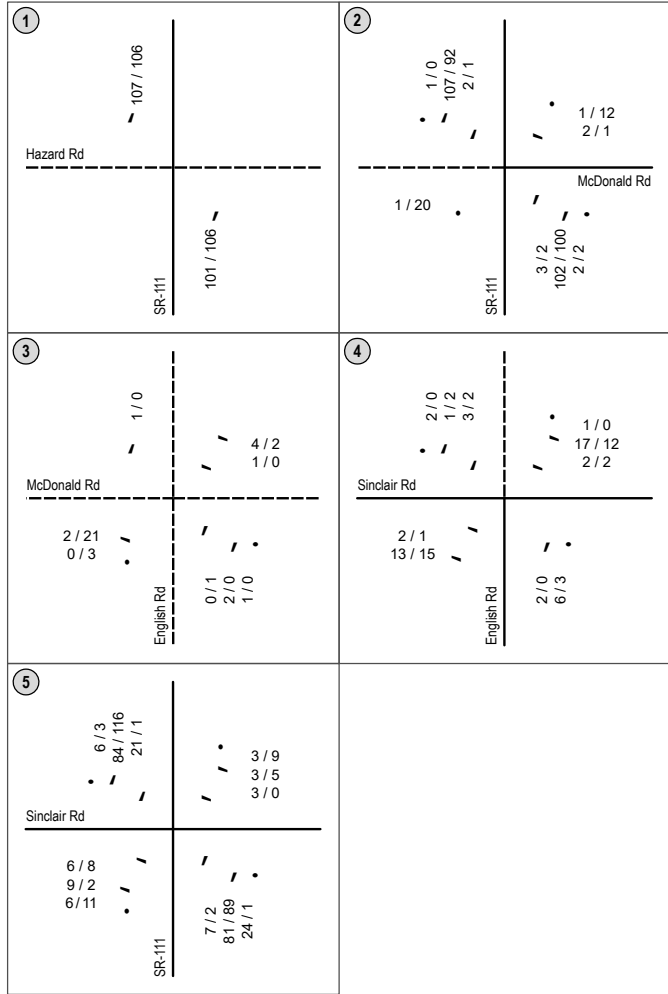 1
107 / 106
Hazard Rd
101 / 106
SR-111
2
1 / 0
107 / 92
2 / 1
1 / 12
2 / 1
McDonald Rd
1 / 20
3 / 2
102 / 100
2 / 2
SR-111
3
1 / 0
4 / 2
1 / 0
McDonald Rd
2 / 21
0 / 3
0 / 1
2 / 0
1 / 0
English Rd
4
2 / 0
1 / 2
3 / 2
1 / 0
17 / 12
2 / 2
Sinclair Rd
2 / 1
13 / 15
2 / 0
6 / 3
English Rd
5
6 / 3
84 / 116
21 / 1
3 / 9
3 / 5
3 / 0
Sinclair Rd
6 / 8
9 / 2
6 / 11
7 / 2
81 / 89
24 / 1
SR-111